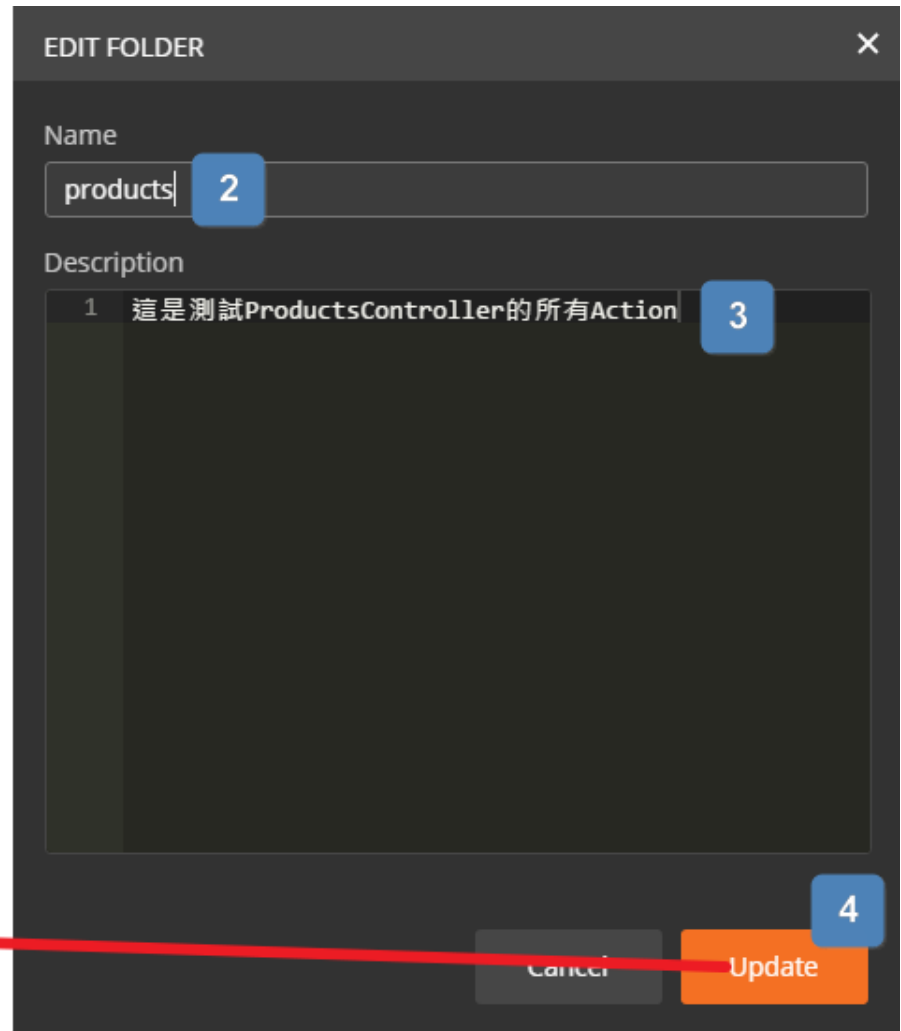 EDIT FOLDER ×
Name
products 2
Description
1 這是測試ProductsController的所有Action 3
4
Cancel Update